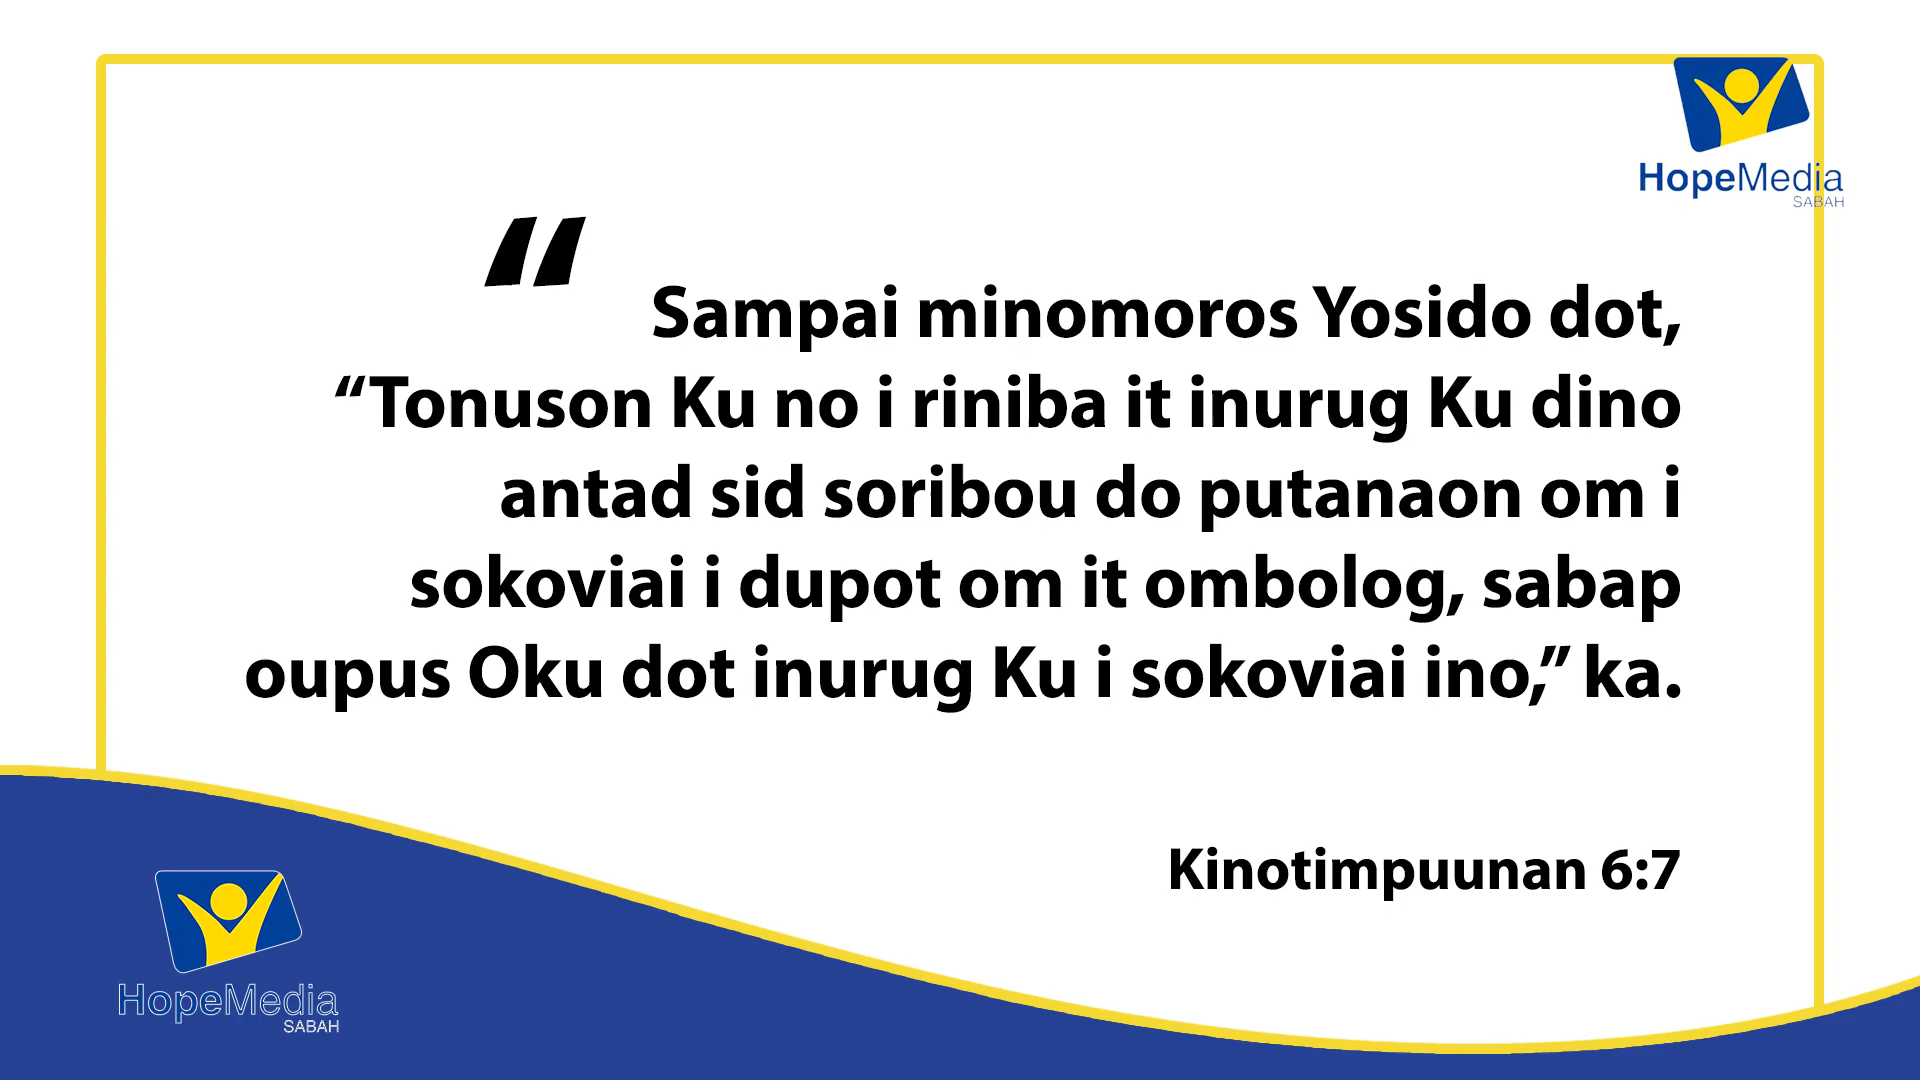 HopeMedia
SABAH
“
Sampai minomoros Yosido dot,
“Tonuson Ku no i riniba it inurug Ku dino
antad sid soribou do putanaon om i
sokoviai i dupot om it ombolog, sabap
oupus Oku dot inurug Ku i sokoviai ino,” ka.
Kinotimpuunan 6:7
HopeMedia
SABAH